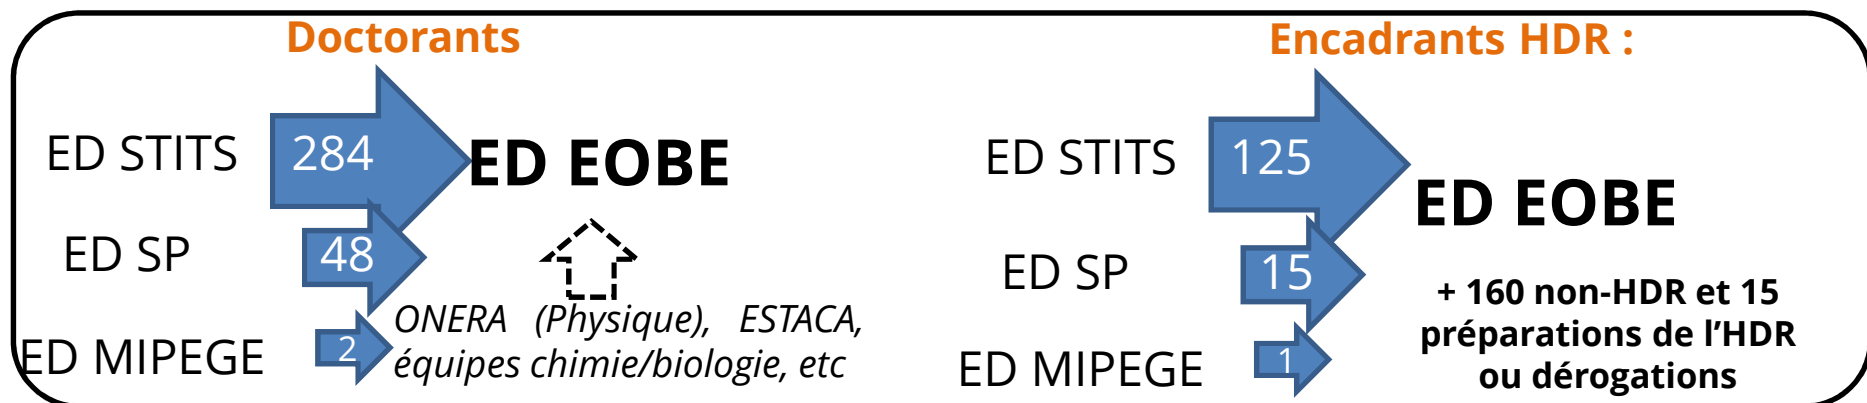 Doctorants
ED STITS 284 ED EOBE
ED SP 48
ED MIPEGE 2
ONERA (Physique), ESTACA,
équipes chimie/biologie, etc
Encadrants HDR :
ED STITS 125
ED EOBE
ED SP 15
ED MIPEGE 1
+ 160 non-HDR et 15
préparations de l’HDR
ou dérogations